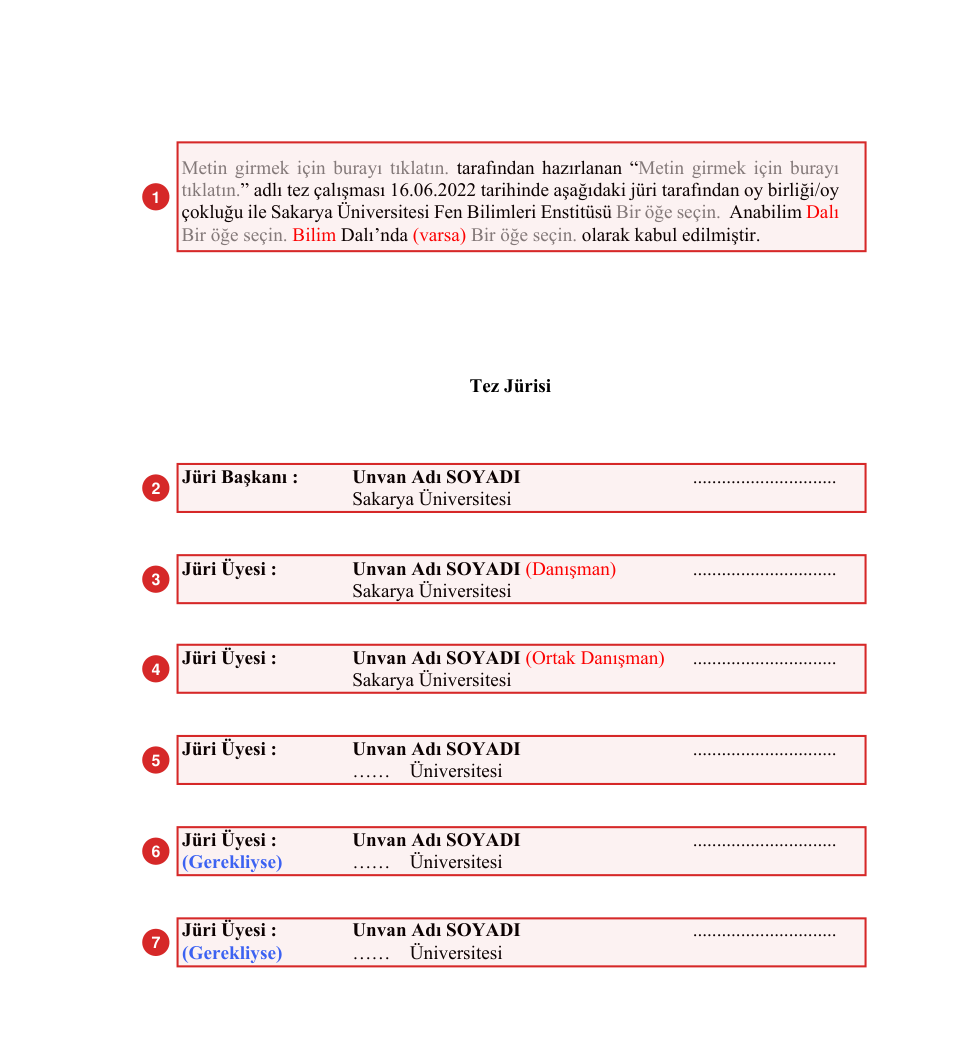 Metin girmek için burayı tıklatın. tarafından hazırlanan “Metin girmek için burayı
tıklatın.” adlı tez çalışması 16.06.2022 tarihinde aşağıdaki jüri tarafından oy birliği/oy
1
çokluğu ile Sakarya Üniversitesi Fen Bilimleri Enstitüsü Bir öğe seçin. Anabilim Dalı
Bir öğe seçin. Bilim Dalı’nda (varsa) Bir öğe seçin. olarak kabul edilmiştir.
Tez Jürisi
2 Jüri Başkanı : Unvan Adı SOYADI ..............................
Sakarya Üniversitesi
3 Jüri Üyesi : Unvan Adı SOYADI (Danışman) ..............................
Sakarya Üniversitesi
4 Jüri Üyesi : Unvan Adı SOYADI (Ortak Danışman) ..............................
Sakarya Üniversitesi
5 Jüri Üyesi : Unvan Adı SOYADI ..............................
…… Üniversitesi
6 Jüri Üyesi : Unvan Adı SOYADI ..............................
(Gerekliyse) …… Üniversitesi
7 Jüri Üyesi : Unvan Adı SOYADI ..............................
(Gerekliyse) …… Üniversitesi